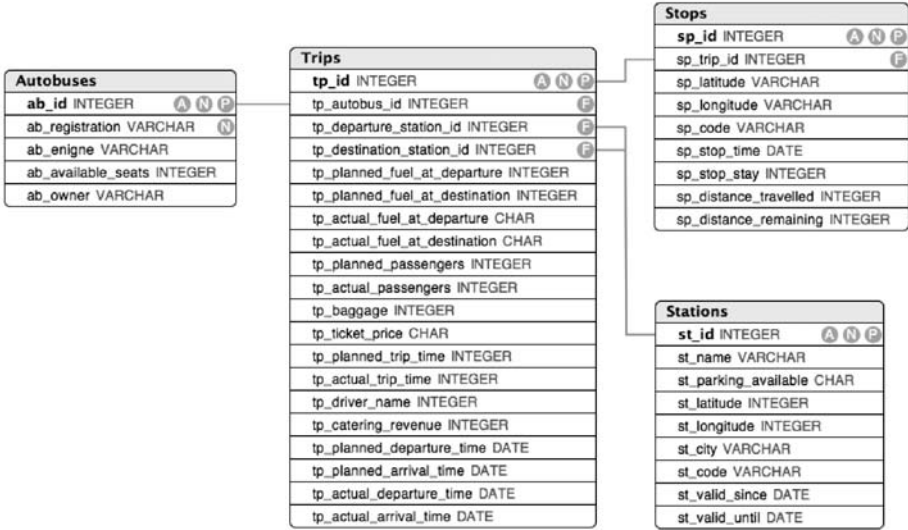 Autobuses
ab_id INTEGER A N P
ab_registration VARCHAR N
ab_enigne VARCHAR
ab_available_seats INTEGER
ab_owner VARCHAR
Trips
tp_id INTEGER A N P
tp_autobus_id INTEGER F
tp_departure_station_id INTEGER F
tp_destination_station_id INTEGER F
tp_planned_fuel_at_departure INTEGER
tp_planned_fuel_at_destination INTEGER
tp_actual_fuel_at_departure CHAR
tp_actual_fuel_at_destination CHAR
tp_planned_passengers INTEGER
tp_actual_passengers INTEGER
tp_baggage INTEGER
tp_ticket_price CHAR
tp_planned_trip_time INTEGER
tp_actual_trip_time INTEGER
tp_driver_name INTEGER
tp_catering_revenue INTEGER
tp_planned_departure_time DATE
tp_planned_arrival_time DATE
tp_actual_departure_time DATE
tp_actual_arrival_time DATE
Stops
sp_id INTEGER A N P
sp_trip_id INTEGER F
sp_latitude VARCHAR
sp_longitude VARCHAR
sp_code VARCHAR
sp_stop_time DATE
sp_stop_stay INTEGER
sp_distance_travelled INTEGER
sp_distance_remaining INTEGER
Stations
st_id INTEGER A N P
st_name VARCHAR
st_parking_available CHAR
st_latitude INTEGER
st_longitude INTEGER
st_city VARCHAR
st_code VARCHAR
st_valid_since DATE
st_valid_until DATE